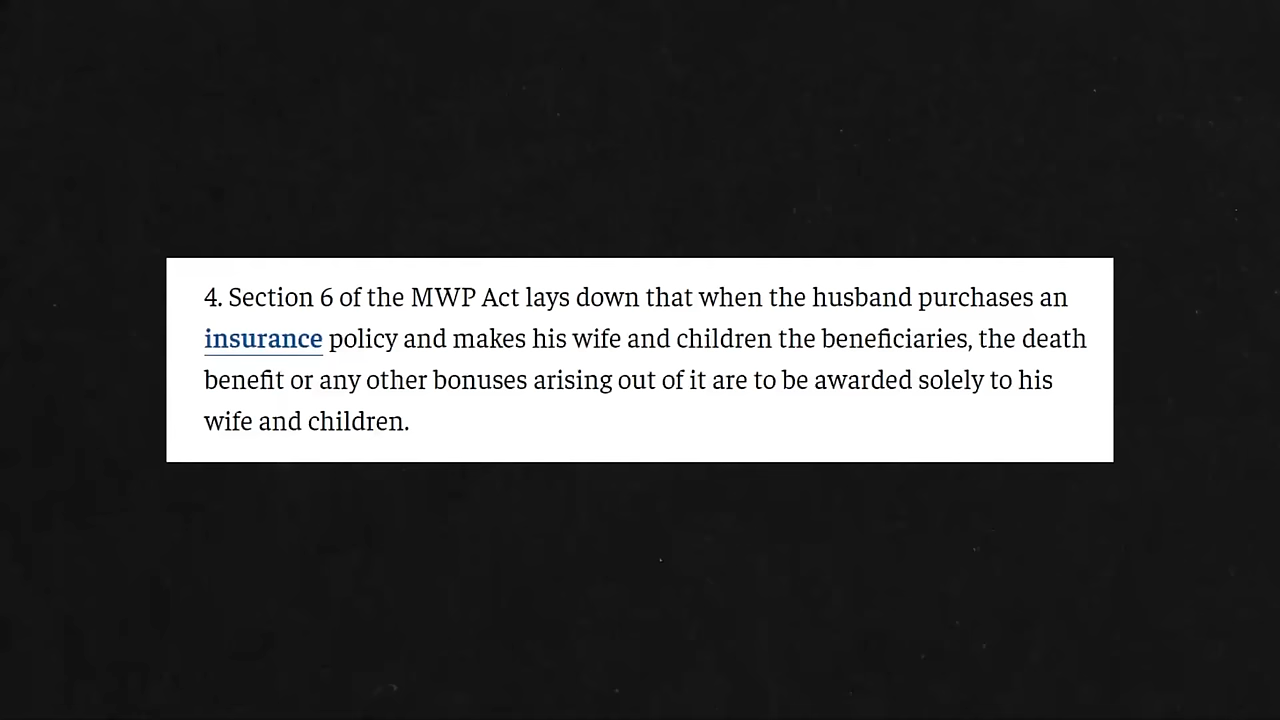 4. Section 6 of the MWP Act lays down that when the husband purchases an
insurance policy and makes his wife and children the beneficiaries, the death
benefit or any other bonuses arising out of it are to be awarded solely to his
wife and children.